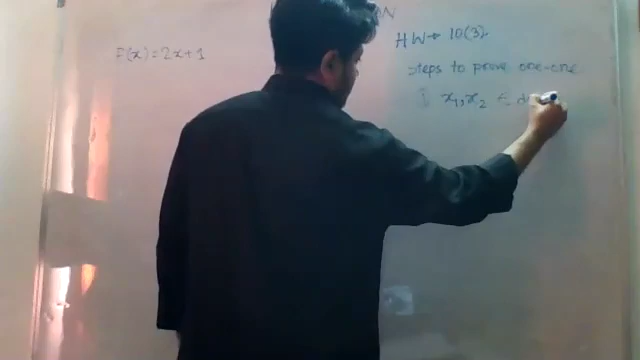 F(x) = 2x+1
HW → 10(3)
Steps to prove one-one
x₁, x₂ ∈